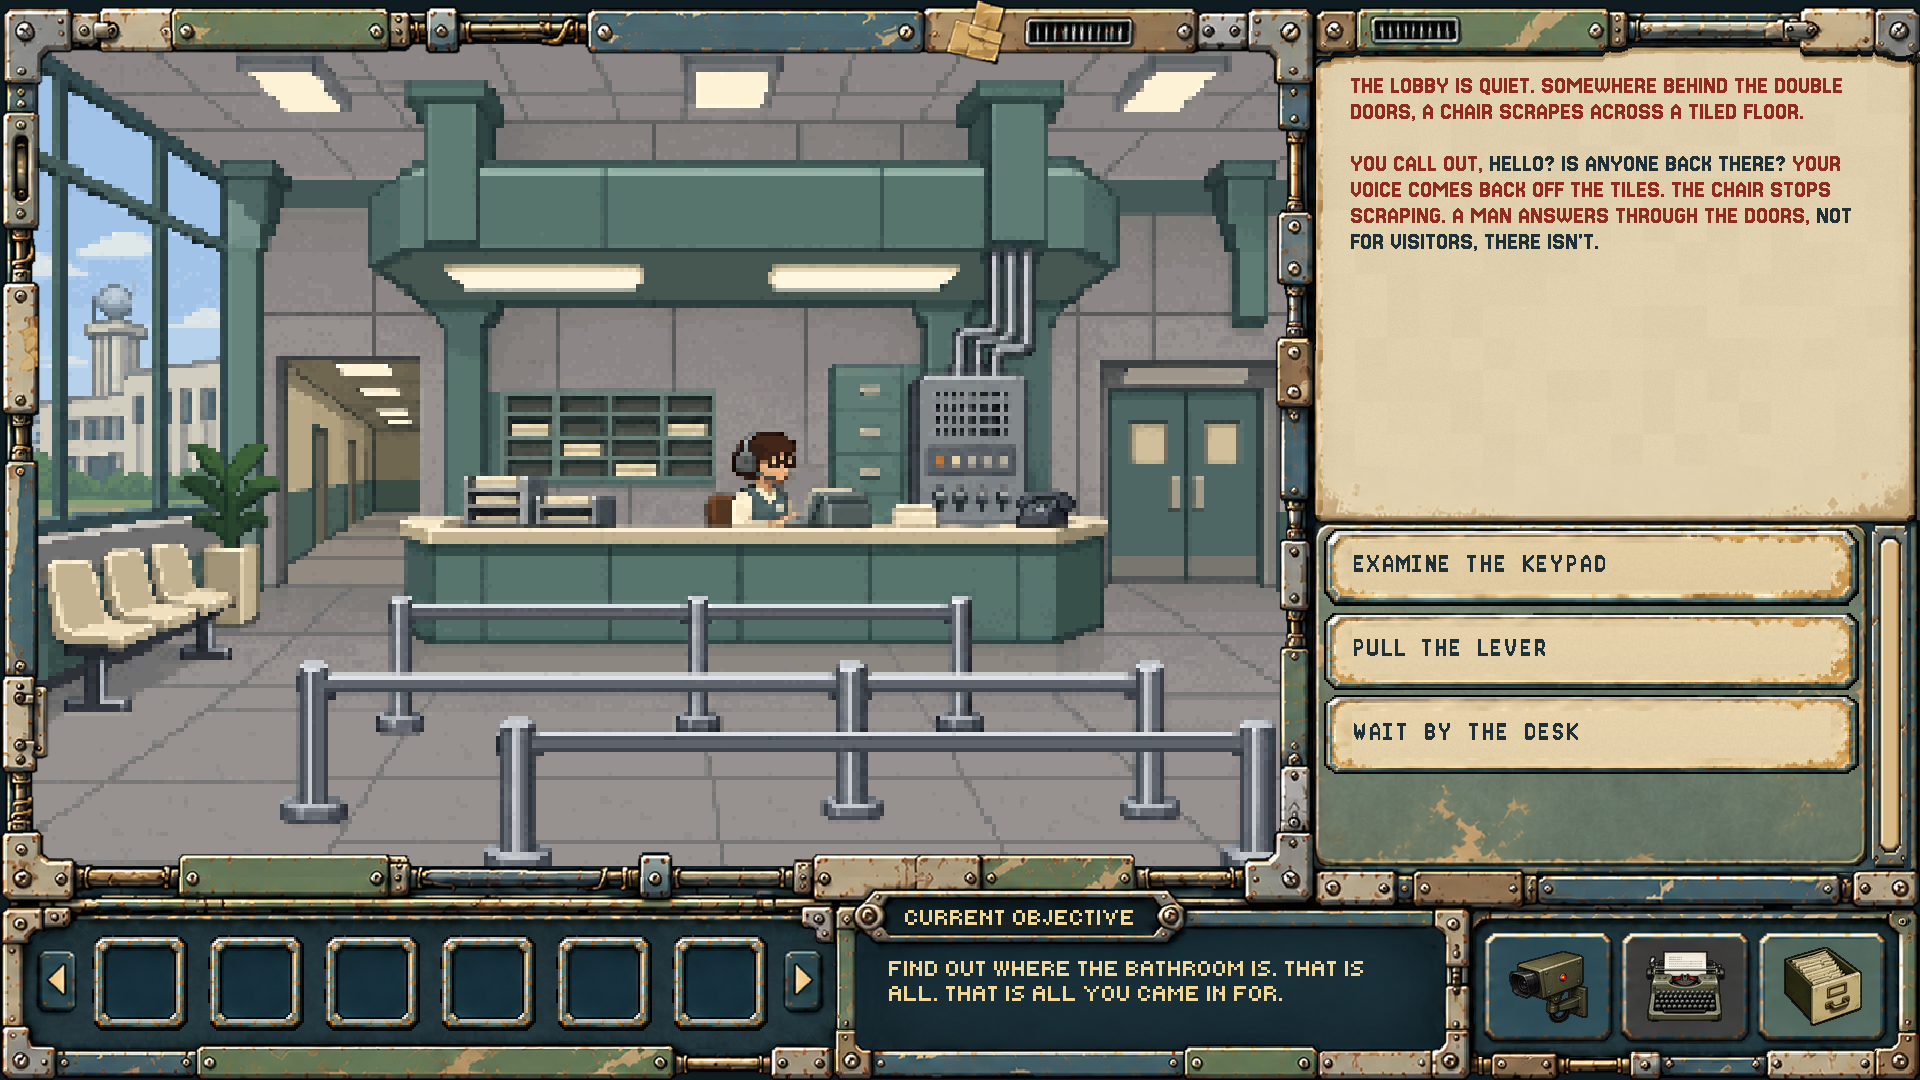 THE LOBBY IS QUIET. SOMEWHERE BEHIND THE DOUBLE
DOORS, A CHAIR SCRAPES ACROSS A TILED FLOOR.
YOU CALL OUT, HELLO? IS ANYONE BACK THERE? YOUR
VOICE COMES BACK OFF THE TILES. THE CHAIR STOPS
SCRAPING. A MAN ANSWERS THROUGH THE DOORS, NOT
FOR VISITORS, THERE ISN'T.
EXAMINE THE KEYPAD
PULL THE LEVER
WAIT BY THE DESK
CURRENT OBJECTIVE
FIND OUT WHERE THE BATHROOM IS. THAT IS
ALL. THAT IS ALL YOU CAME IN FOR.